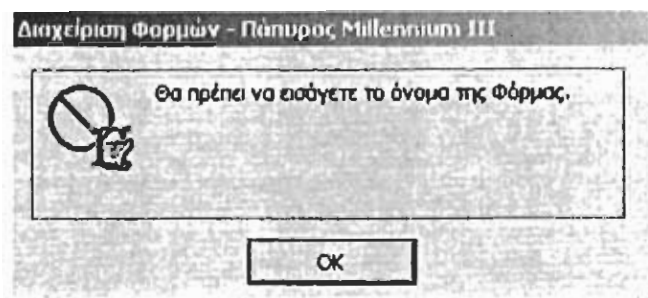 Διαχείριση Φορμών - Πάπυρος Millennium III
Θα πρέπει να εισάγετε το όνομα της Φόρμας.
OK